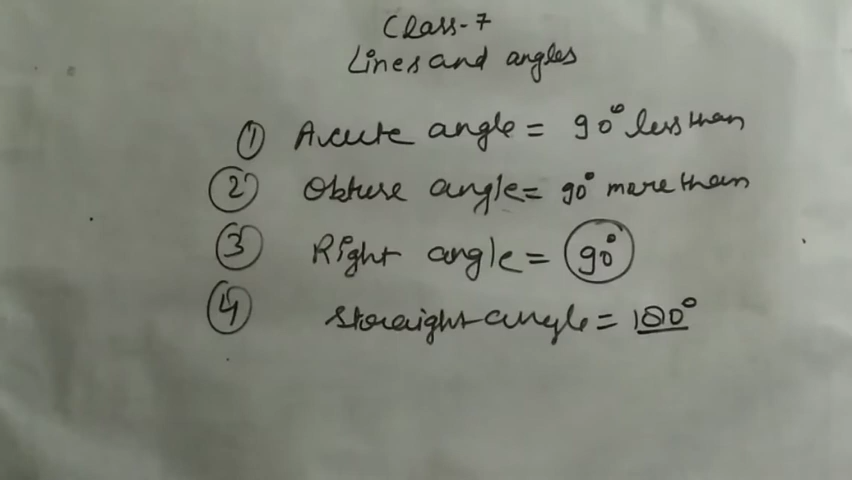 Class-7
Lines and angles
① Acute angle = 90° less than
② Obtuse angle = 90° more than
③ Right angle = 90°
④ Straight angle = 180°